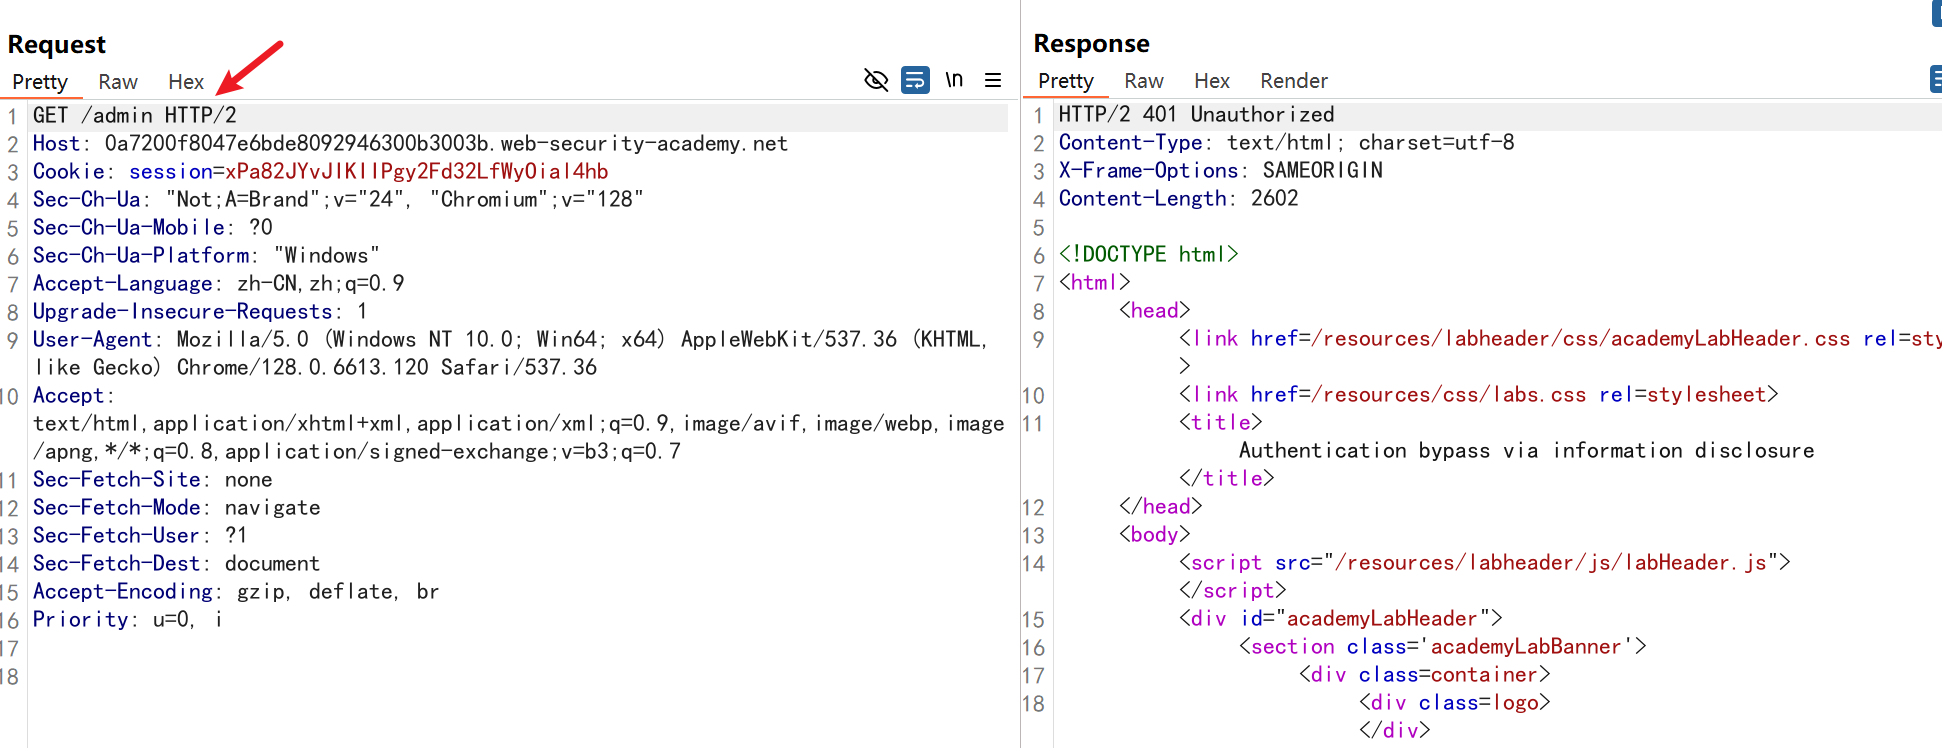 Request
Pretty Raw Hex
\n
1 GET /admin HTTP/2
2 Host: 0a7200f8047e6bde8092946300b3003b.web-security-academy.net
3 Cookie: session=xPa82JYvJIKIIPgy2Fd32LfWyOial4hb
4 Sec-Ch-Ua: "Not;A=Brand";v="24", "Chromium";v="128"
5 Sec-Ch-Ua-Mobile: ?0
6 Sec-Ch-Ua-Platform: "Windows"
7 Accept-Language: zh-CN,zh;q=0.9
8 Upgrade-Insecure-Requests: 1
9 User-Agent: Mozilla/5.0 (Windows NT 10.0; Win64; x64) AppleWebKit/537.36 (KHTML,
like Gecko) Chrome/128.0.6613.120 Safari/537.36
10 Accept:
text/html,application/xhtml+xml,application/xml;q=0.9,image/avif,image/webp,image
/apng,*/*;q=0.8,application/signed-exchange;v=b3;q=0.7
11 Sec-Fetch-Site: none
12 Sec-Fetch-Mode: navigate
13 Sec-Fetch-User: ?1
14 Sec-Fetch-Dest: document
15 Accept-Encoding: gzip, deflate, br
16 Priority: u=0, i
17
18
Response
Pretty Raw Hex Render
1 HTTP/2 401 Unauthorized
2 Content-Type: text/html; charset=utf-8
3 X-Frame-Options: SAMEORIGIN
4 Content-Length: 2602
5
6 <!DOCTYPE html>
7 <html>
8 <head>
9 <link href=/resources/labheader/css/academyLabHeader.css rel=sty
>
10 <link href=/resources/css/labs.css rel=stylesheet>
11 <title>
Authentication bypass via information disclosure
</title>
12 </head>
13 <body>
14 <script src="/resources/labheader/js/labHeader.js">
</script>
15 <div id="academyLabHeader">
16 <section class='academyLabBanner'>
17 <div class=container>
18 <div class=logo>
</div>